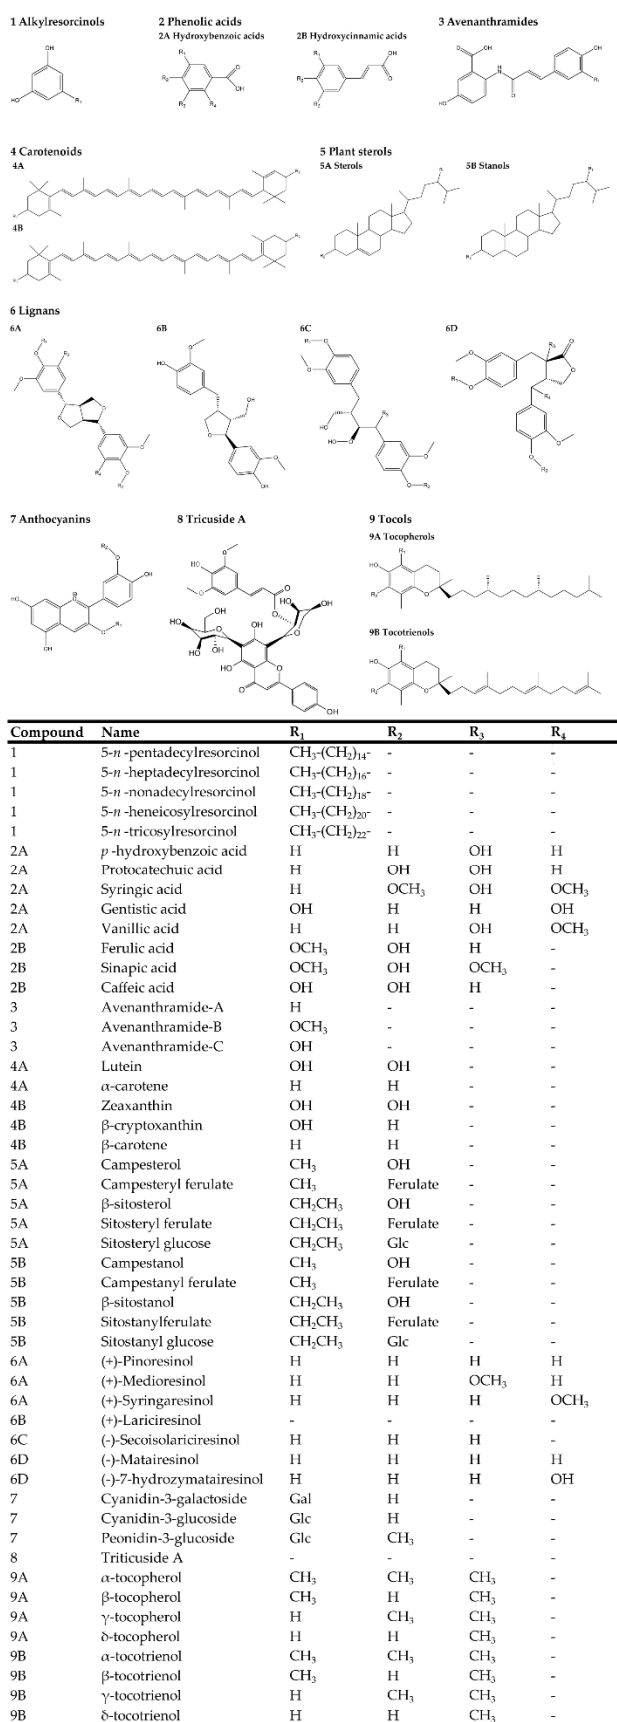 1 Alkylresorcinols
2 Phenolic acids
2A Hydroxybenzoic acids
2B Hydroxycinnamic acids
3 Avenanthramides
4 Carotenoids
4A
4B
5 Plant sterols
5A Sterols
5B Stanols
6 Lignans
6A
6B
6C
6D
7 Anthocyanins
8 Tricuside A
9 Tocols
9A Tocopherols
9B Tocotrienols
Compound Name R1 R2 R3 R4
1 5-n -pentadecylresorcinol CH3-(CH2)14- - - -
1 5-n -heptadecylresorcinol CH3-(CH2)16- - - -
1 5-n -nonadecylresorcinol CH3-(CH2)18- - - -
1 5-n -heneicosylresorcinol CH3-(CH2)20- - - -
1 5-n -tricosylresorcinol CH3-(CH2)22- - - -
2A p -hydroxybenzoic acid H H OH H
2A Protocatechuic acid H OH OH H
2A Syringic acid H OCH3 OH OCH3
2A Gentistic acid OH H H OH
2A Vanillic acid H H OH OCH3
2B Ferulic acid OCH3 OH H -
2B Sinapic acid OCH3 OH OCH3 -
2B Caffeic acid OH OH H -
3 Avenanthramide-A H - - -
3 Avenanthramide-B OCH3 - - -
3 Avenanthramide-C OH - - -
4A Lutein OH OH - -
4A α-carotene H H - -
4B Zeaxanthin OH OH - -
4B β-cryptoxanthin OH H - -
4B β-carotene H H - -
5A Campesterol CH3 OH - -
5A Campesteryl ferulate CH3 Ferulate - -
5A β-sitosterol CH2CH3 OH - -
5A Sitosteryl ferulate CH2CH3 Ferulate - -
5A Sitosteryl glucose CH2CH3 Glc - -
5B Campestanol CH3 OH - -
5B Campestanyl ferulate CH3 Ferulate - -
5B β-sitostanol CH2CH3 OH - -
5B Sitostanylferulate CH2CH3 Ferulate - -
5B Sitostanyl glucose CH2CH3 Glc - -
6A (+)-Pinoresinol H H H H
6A (+)-Medioresinol H H OCH3 H
6A (+)-Syringaresinol H H H OCH3
6B (+)-Lariciresinol - - - -
6C (-)-Secoisolariciresinol H H H -
6D (-)-Matairesinol H H H H
6D (-)-7-hydrozymatairesinol H H H OH
7 Cyanidin-3-galactoside Gal H - -
7 Cyanidin-3-glucoside Glc H - -
7 Peonidin-3-glucoside Glc CH3 - -
8 Triticuside A - - - -
9A α-tocopherol CH3 CH3 CH3 -
9A β-tocopherol CH3 H CH3 -
9A γ-tocopherol H CH3 CH3 -
9A δ-tocopherol H H CH3 -
9B α-tocotrienol CH3 CH3 CH3 -
9B β-tocotrienol CH3 H CH3 -
9B γ-tocotrienol H CH3 CH3 -
9B δ-tocotrienol H H CH3 -